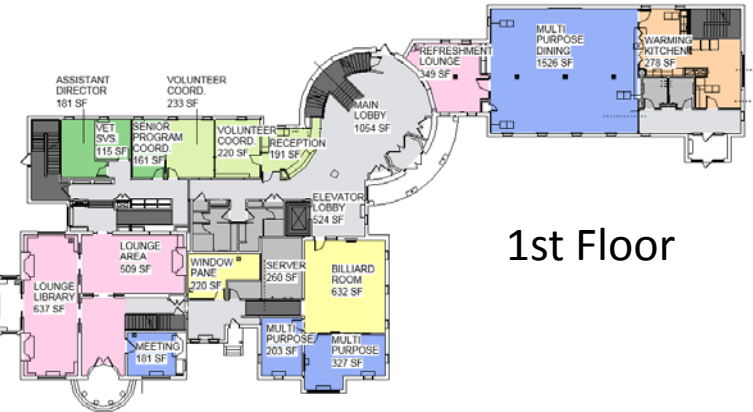 MULTI
PURPOSE
DINING
1526 SF
WARMING
KITCHEN
278 SF
REFRESHMENT
LOUNGE
349 SF
ASSISTANT
DIRECTOR
181 SF
VOLUNTEER
COORD.
233 SF
MAIN
LOBBY
1054 SF
VET
SVS.
115 SF
SENIOR
PROGRAM
COORD.
161 SF
VOLUNTEER
COORD.
220 SF
RECEPTION
191 SF
ELEVATOR
LOBBY
524 SF
1st Floor
LOUNGE
AREA
509 SF
WINDOW
PANE
220 SF
SERVER
260 SF
BILLIARD
ROOM
632 SF
LOUNGE
LIBRARY
637 SF
MEETING
181 SF
MULTI
PURPOSE
203 SF
MULTI
PURPOSE
327 SF